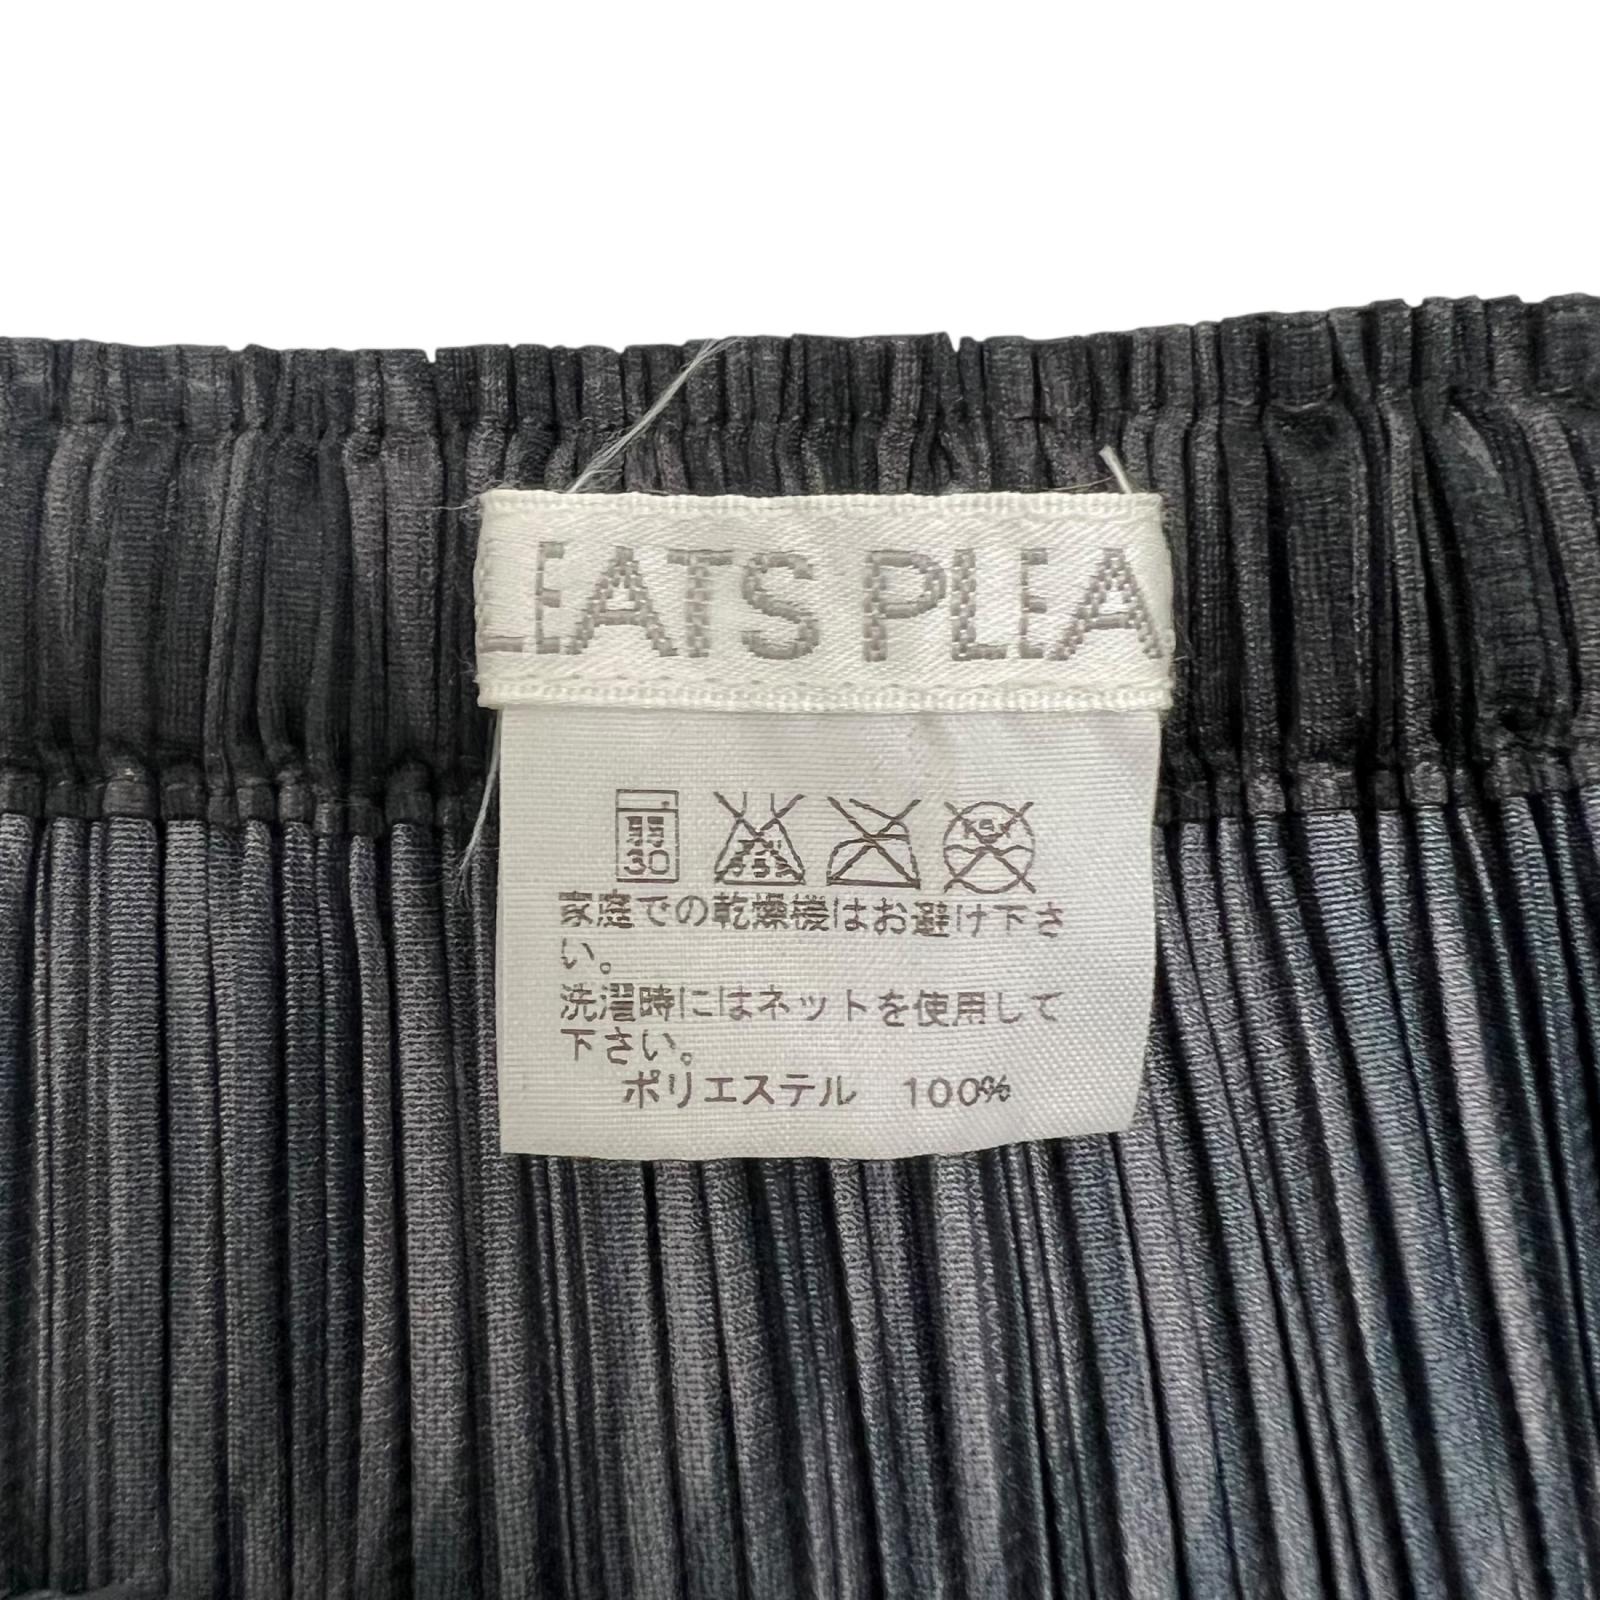 LEATS PLEA
30
家庭での乾燥機はお避け下さ
い。
洗濯時にはネットを使用して
下さい。
ポリエステル 100%